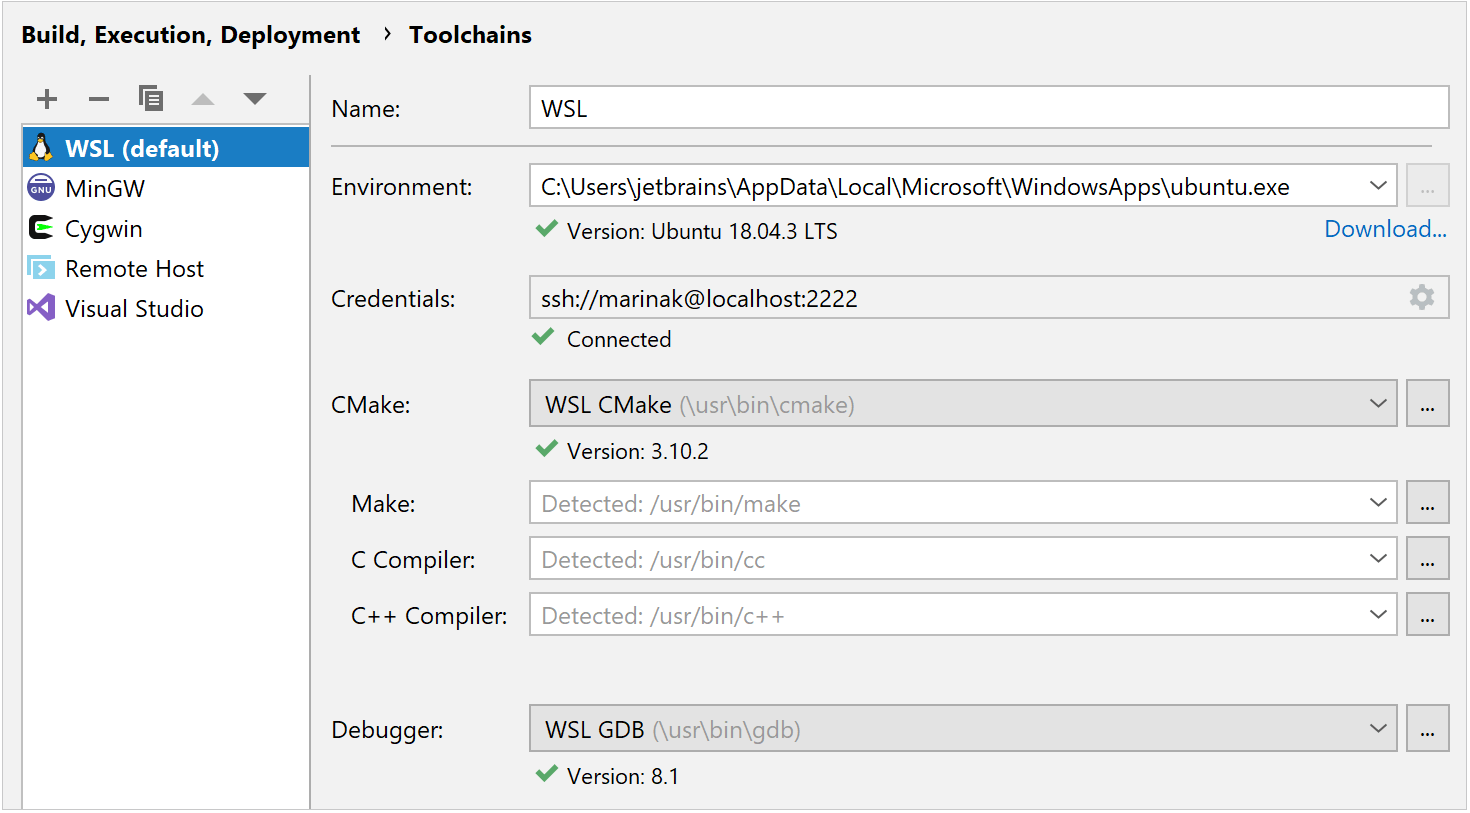 Build, Execution, Deployment › Toolchains
WSL (default)
GNU MinGW
Cygwin
Remote Host
Visual Studio
Name: WSL
Environment: C:\Users\jetbrains\AppData\Local\Microsoft\WindowsApps\ubuntu.exe ...
Version: Ubuntu 18.04.3 LTS Download...
Credentials: ssh://marinak@localhost:2222
Connected
CMake: WSL CMake (\usr\bin\cmake) ...
Version: 3.10.2
Make: Detected: /usr/bin/make ...
C Compiler: Detected: /usr/bin/cc ...
C++ Compiler: Detected: /usr/bin/c++ ...
Debugger: WSL GDB (\usr\bin\gdb) ...
Version: 8.1